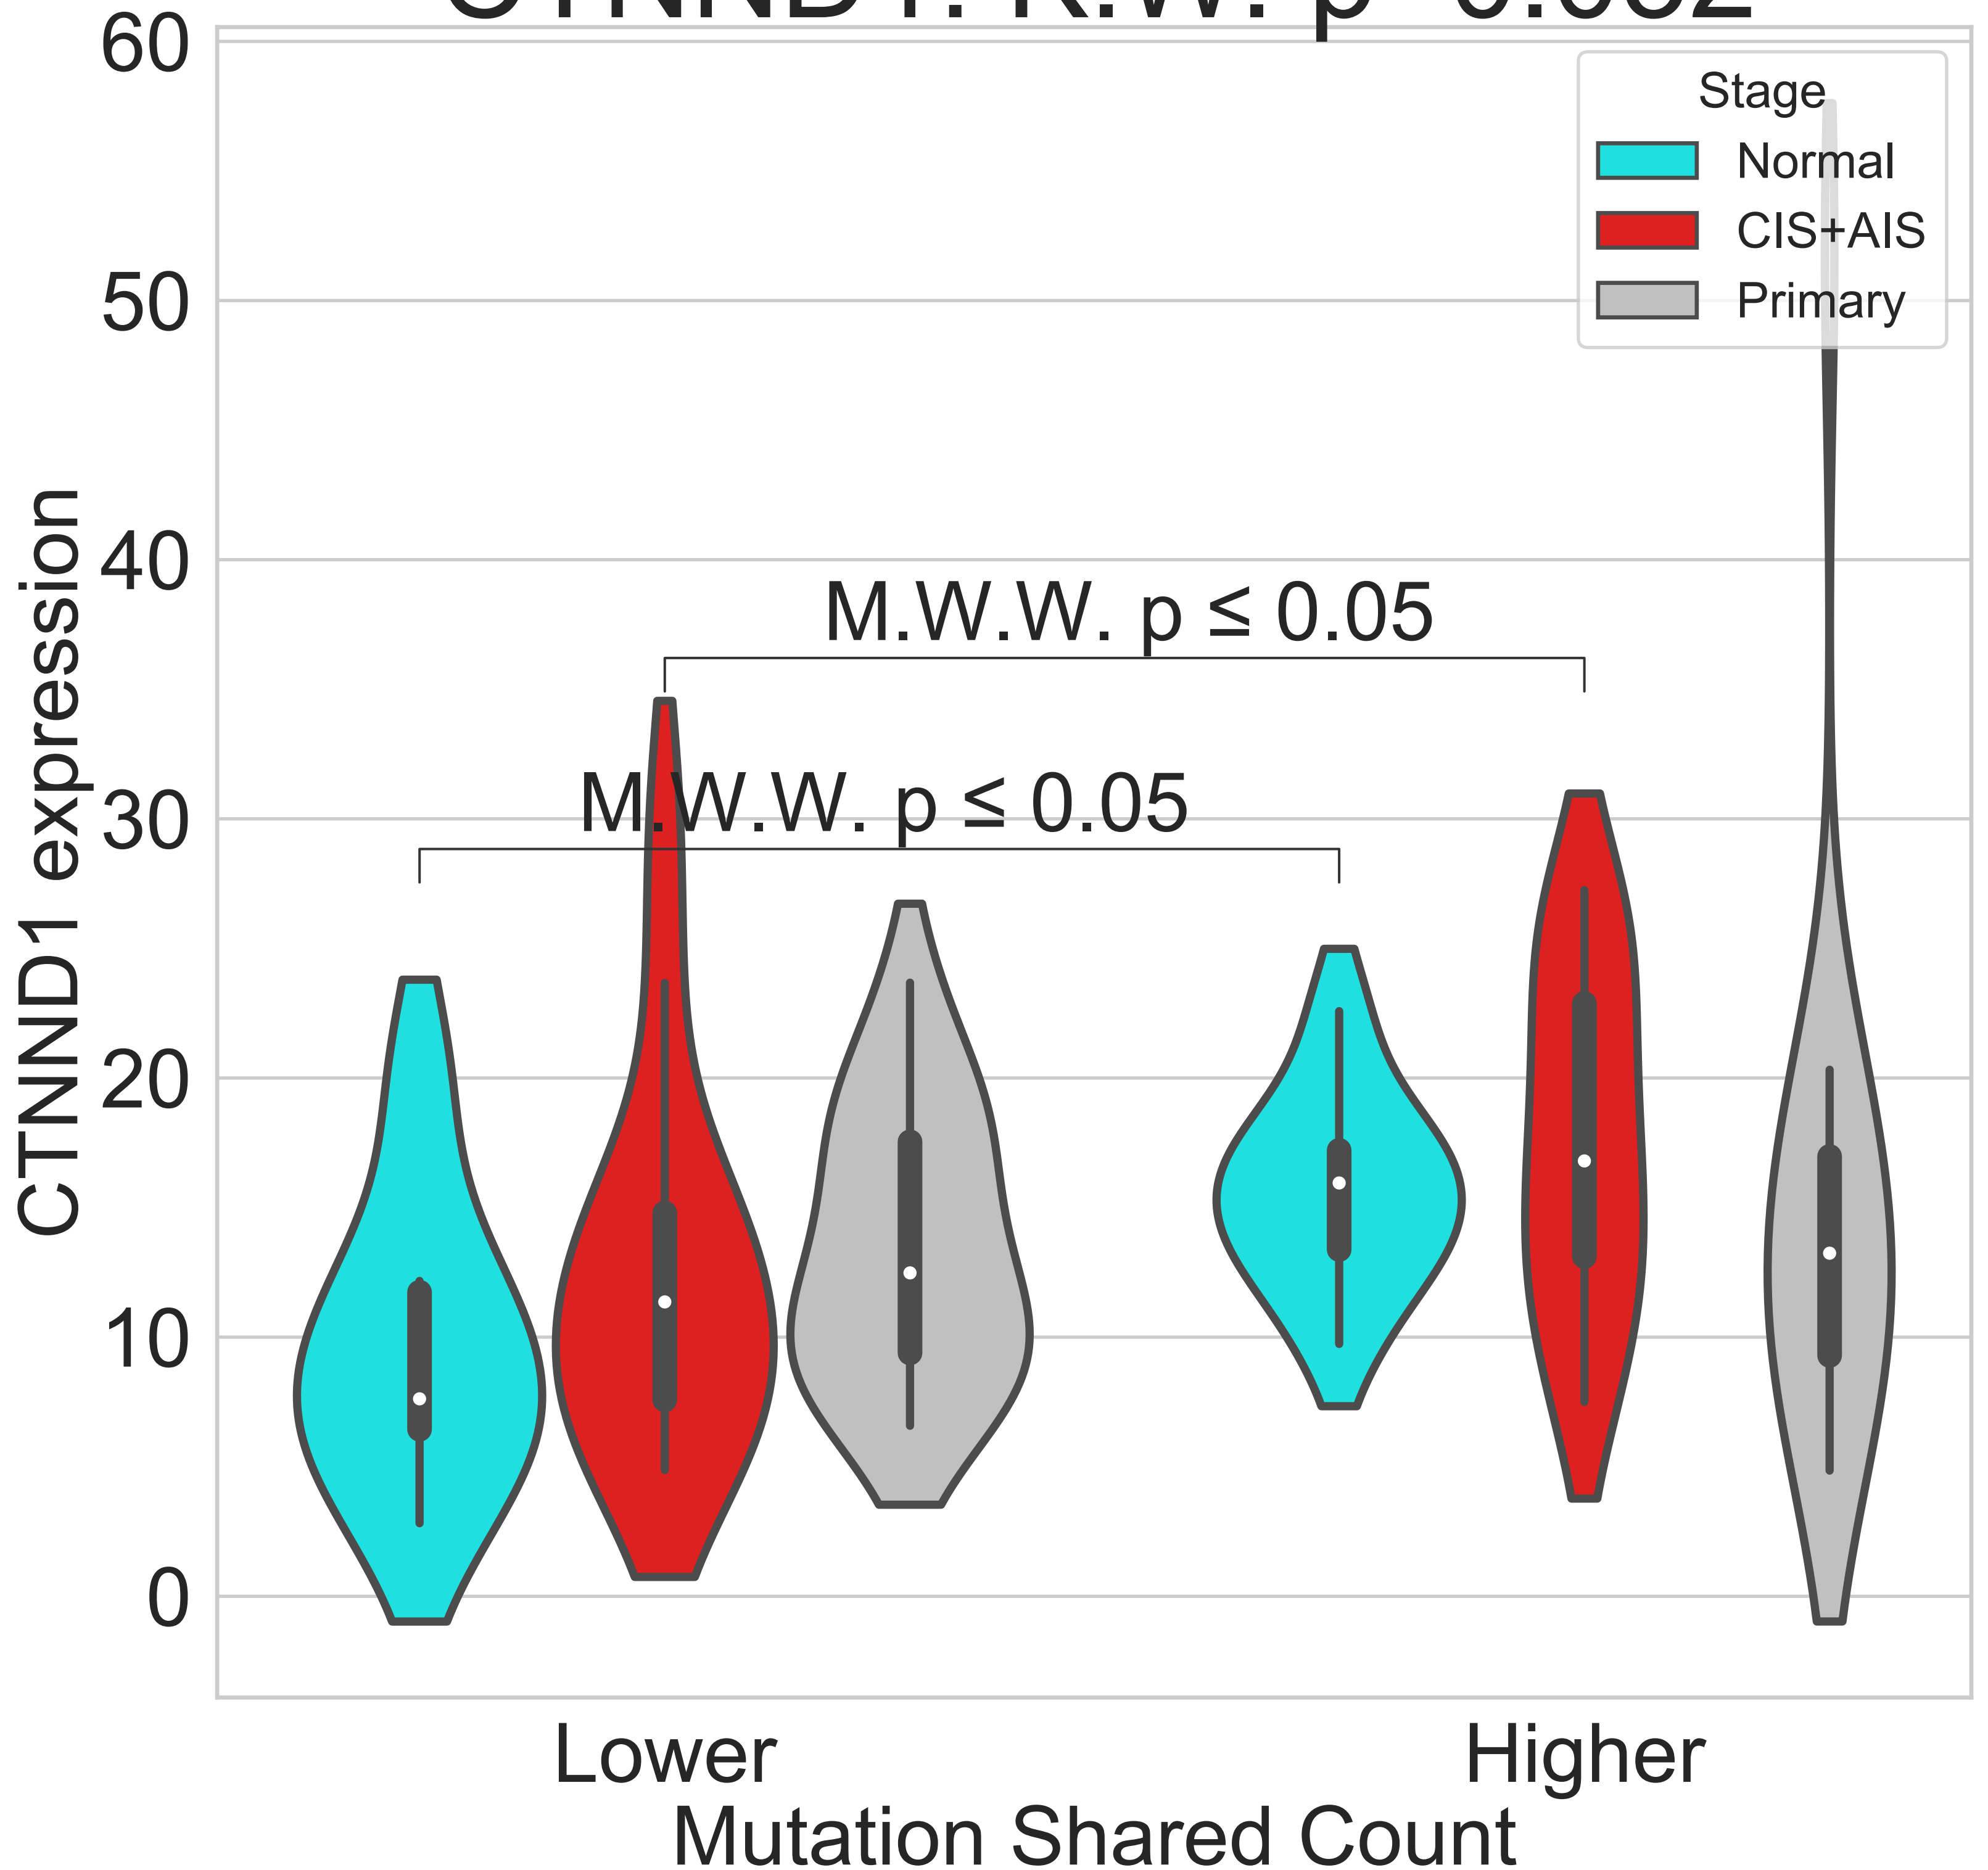 CTNND1: K.W. p
60
50
40
30
20
10
0
CTNND1 expression
Stage
Normal
CIS+AIS
Primary
M.W.W. p ≤ 0.05
M.W.W. p ≤ 0.05
Lower
Higher
Mutation Shared Count